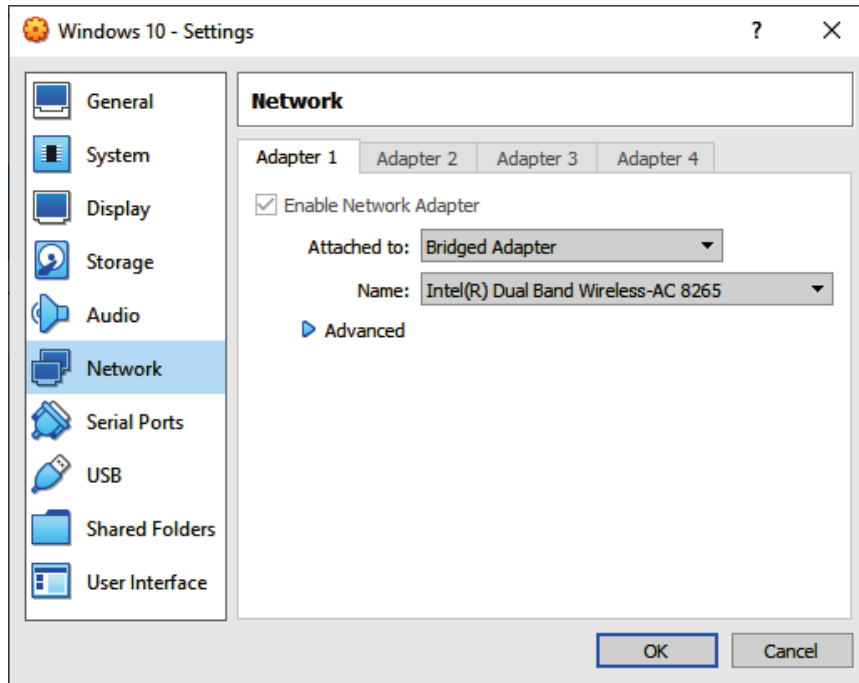 Windows 10 - Settings
?
General
System
Display
Storage
Audio
Network
Serial Ports
USB
Shared Folders
User Interface
Network
Adapter 1 Adapter 2 Adapter 3 Adapter 4
Enable Network Adapter
Attached to: Bridged Adapter
Name: Intel(R) Dual Band Wireless-AC 8265
Advanced
OK Cancel